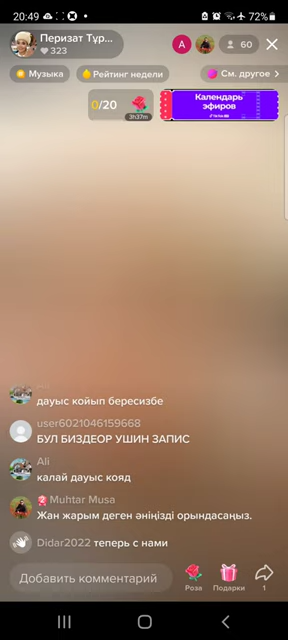 20:49
72%
Перизат Тұр...
323
A
60
Музыка
Рейтинг недели
См. другое >
0/20
3h37m
Календарь
эфиров
дауыс койып бересизбе
user6021046159668
БУЛ БИЗДЕОР УШИН ЗАПИС
Ali
калай дауыс кояд
Muhtar Musa
Жан жарым деген әніңізді орындасаңыз.
Didar2022 теперь с нами
Добавить комментарий
Роза
Подарки
1